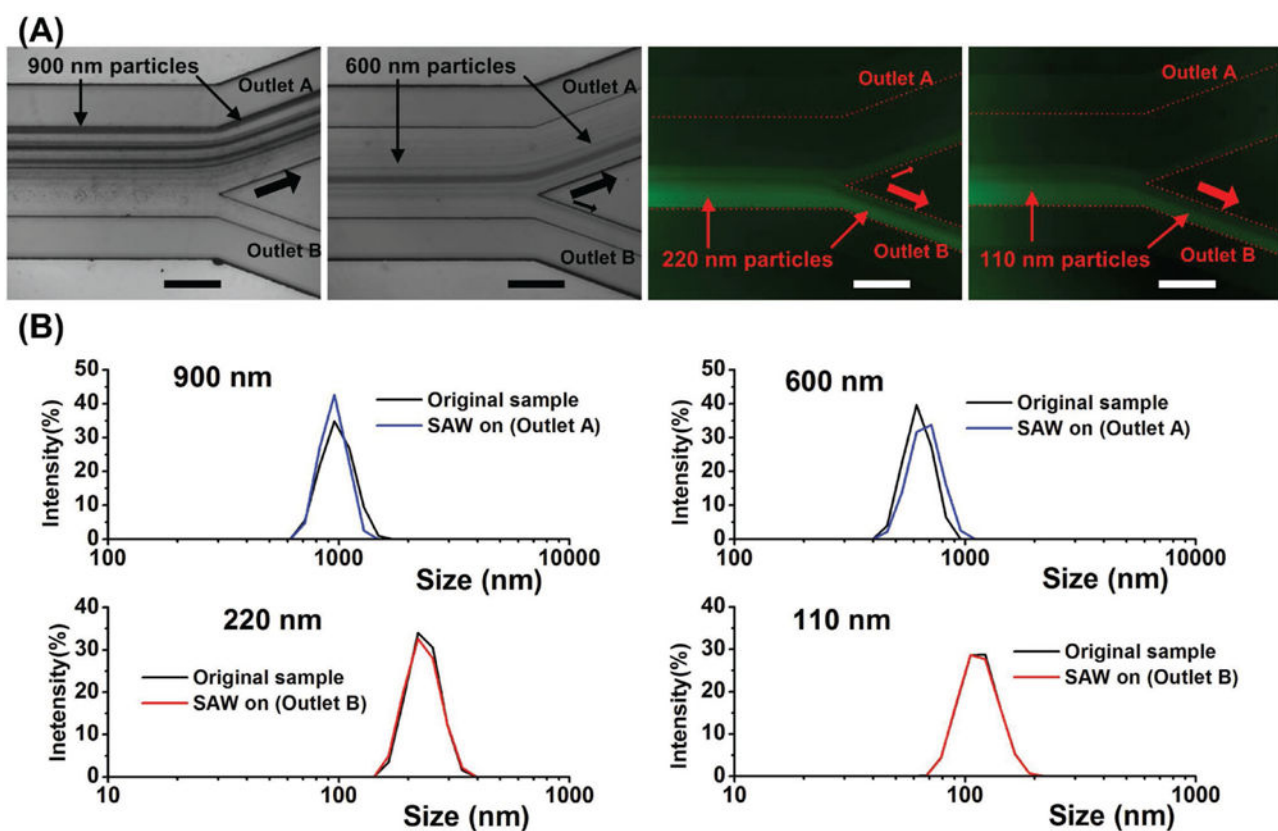 (A)
900 nm particles
Outlet A
Outlet B
600 nm particles
Outlet A
Outlet B
Outlet A
220 nm particles
Outlet B
Outlet A
110 nm particles
Outlet B
(B)
900 nm
Original sample
SAW on (Outlet A)
Intensity(%)
50
40
30
20
10
0
100
1000
10000
Size (nm)
600 nm
Original sample
SAW on (Outlet A)
Intensity(%)
50
40
30
20
10
0
100
1000
10000
Size (nm)
220 nm
Original sample
SAW on (Outlet B)
Inetensity(%)
40
30
20
10
0
10
100
1000
Size (nm)
110 nm
Original sample
SAW on (Outlet B)
Intensity(%)
40
30
20
10
0
10
100
1000
Size (nm)